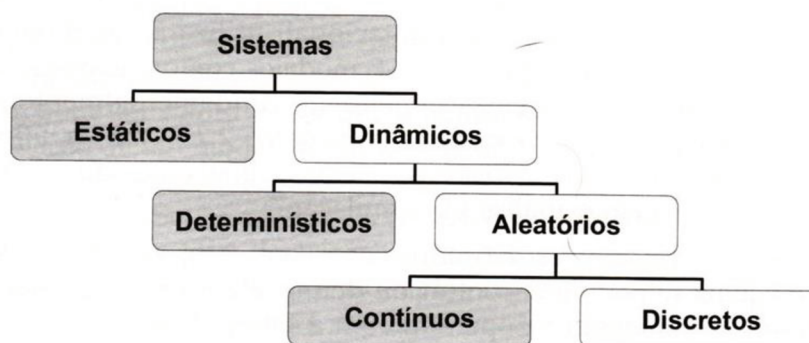 Sistemas
Estáticos
Dinâmicos
Determinísticos
Aleatórios
Contínuos
Discretos